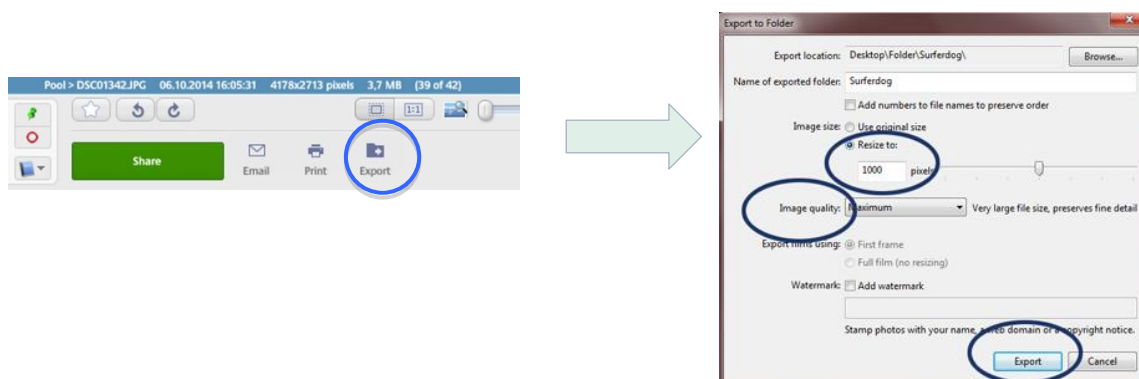 Pool > DSC01342.JPG 06.10.2014 16:05:31 4178x2713 pixels 3,7 MB (39 of 42)
1:1
Share
Email
Print
Export
Export to Folder
Export location: Desktop\Folder\Surferdog\ Browse...
Name of exported folder: Surferdog
Add numbers to file names to preserve order
Image size: Use original size
Resize to:
1000 pixels
Image quality: Maximum Very large file size, preserves fine detail
Export films using: First frame
Full film (no resizing)
Watermark: Add watermark
Stamp photos with your name, a web domain or a copyright notice.
Export Cancel